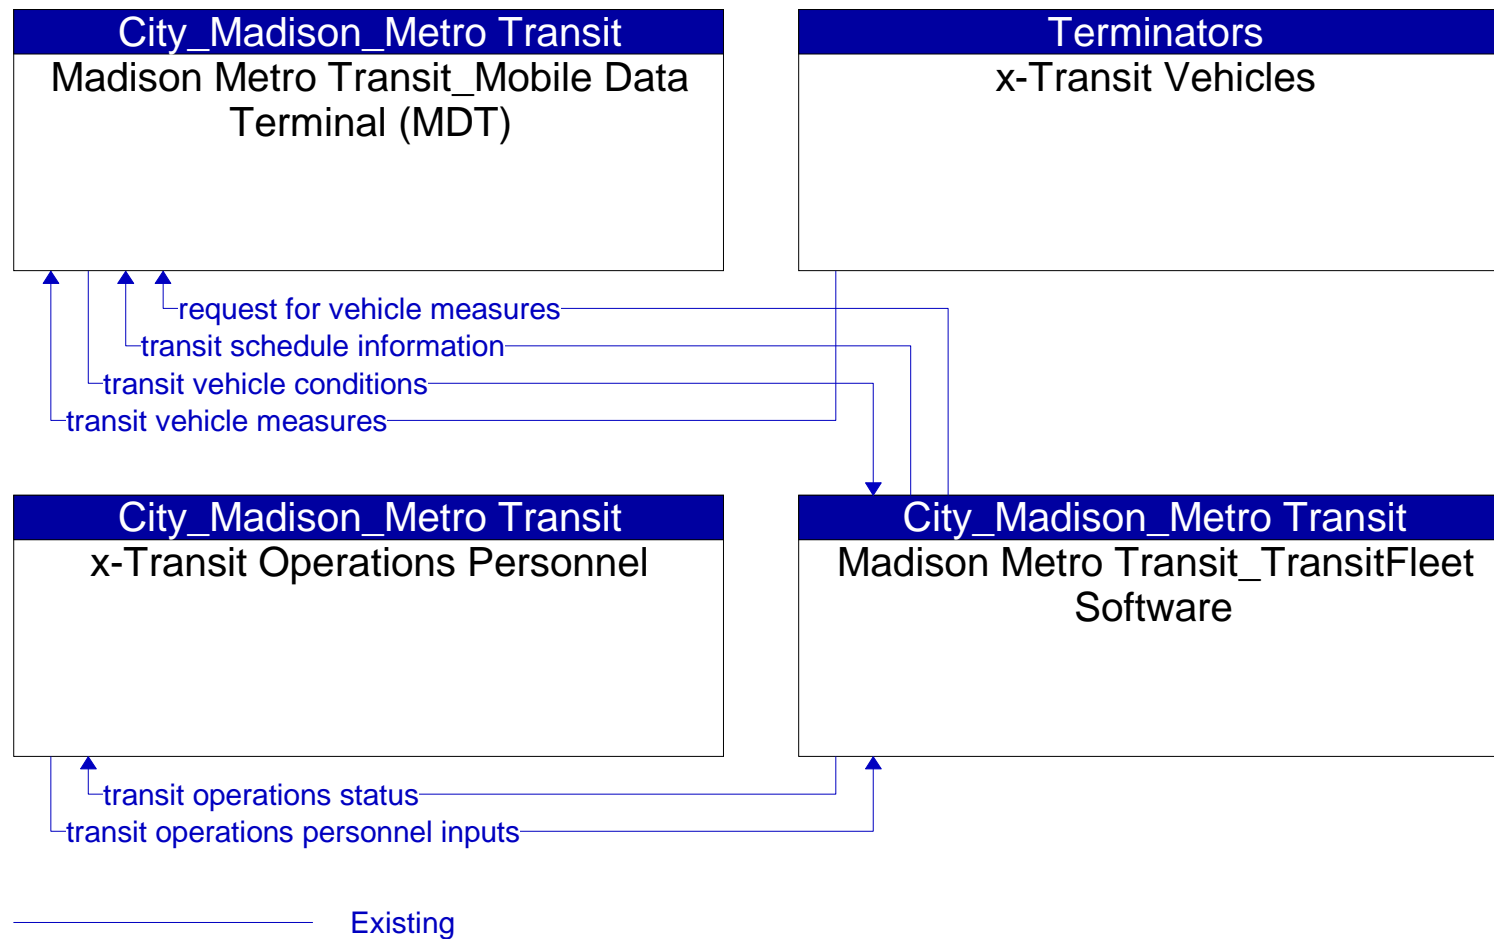 City_Madison_Metro Transit
Madison Metro Transit_Mobile Data
Terminal (MDT)
Terminators
x-Transit Vehicles
request for vehicle measures
transit schedule information
transit vehicle conditions
transit vehicle measures
City_Madison_Metro Transit
x-Transit Operations Personnel
City_Madison_Metro Transit
Madison Metro Transit_TransitFleet
Software
transit operations status
transit operations personnel inputs
Existing